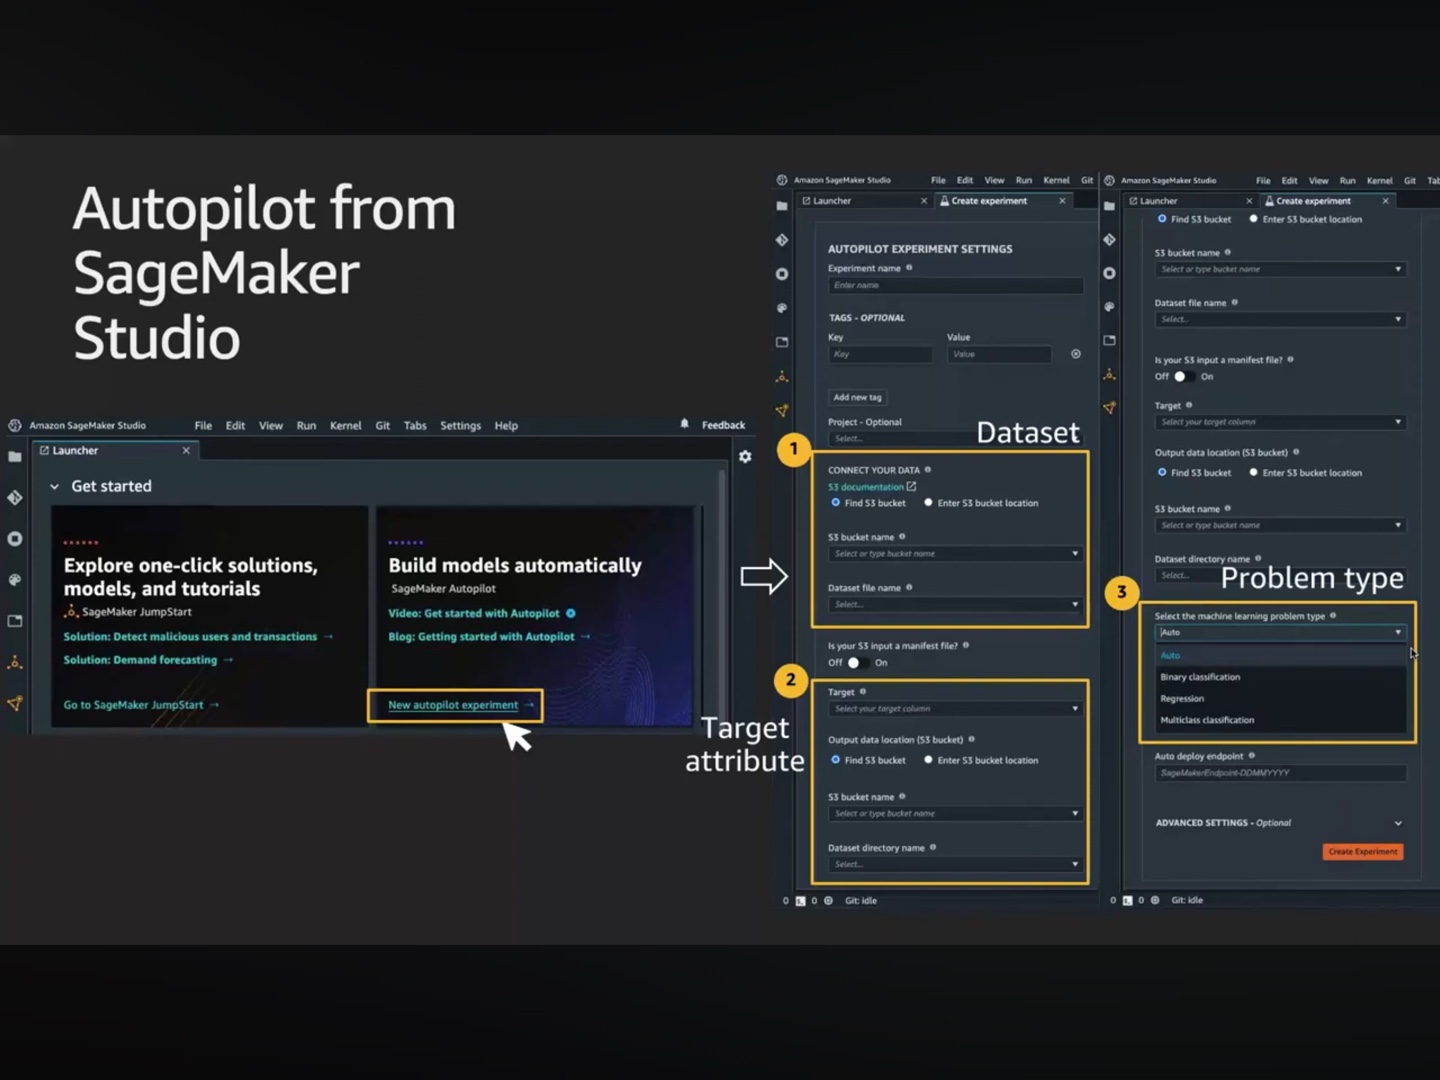 Autopilot from
SageMaker
Studio
Amazon SageMaker Studio File Edit View Run Kernel Git Tabs Settings Help Feedback
Launcher
Get started
Explore one-click solutions,
models, and tutorials
SageMaker JumpStart
Solution: Detect malicious users and transactions →
Solution: Demand forecasting →
Go to SageMaker JumpStart →
Build models automatically
SageMaker Autopilot
Video: Get started with Autopilot
Blog: Getting started with Autopilot →
New autopilot experiment →
Amazon SageMaker Studio File Edit View Run Kernel Git
Launcher Create experiment
AUTOPILOT EXPERIMENT SETTINGS
Experiment name
Enter name
TAGS - OPTIONAL
Key Value
Key Value
Add new tag
Project - Optional
Select...
Dataset
1
CONNECT YOUR DATA
S3 documentation
Find S3 bucket Enter S3 bucket location
S3 bucket name
Select or type bucket name
Dataset file name
Select...
Is your S3 input a manifest file?
Off On
2
Target
attribute
Target
Select your target column
Output data location (S3 bucket)
Find S3 bucket Enter S3 bucket location
S3 bucket name
Select or type bucket name
Dataset directory name
Select...
0 0 Git: idle
Amazon SageMaker Studio File Edit View Run Kernel Git Tab
Launcher Create experiment
Find S3 bucket Enter S3 bucket location
S3 bucket name
Select or type bucket name
Dataset file name
Select...
Is your S3 input a manifest file?
Off On
Target
Select your target column
Output data location (S3 bucket)
Find S3 bucket Enter S3 bucket location
S3 bucket name
Select or type bucket name
Dataset directory name
Select...
Problem type
3
Select the machine learning problem type
Auto
Auto
Binary classification
Regression
Multiclass classification
Auto deploy endpoint
SageMakerEndpoint-DDMMYYYY
ADVANCED SETTINGS - Optional
Create Experiment
0 0 Git: idle